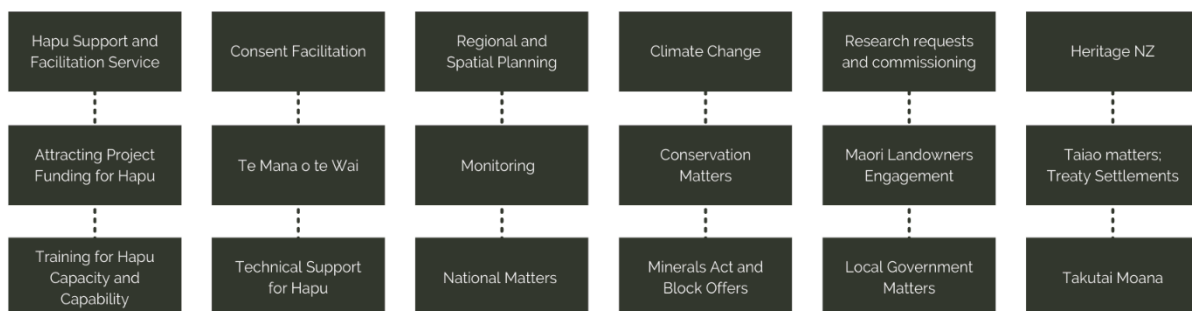 Hapu Support and
Facilitation Service
Consent Facilitation
Regional and
Spatial Planning
Climate Change
Research requests
and commissioning
Heritage NZ
Attracting Project
Funding for Hapu
Te Mana o te Wai
Monitoring
Conservation
Matters
Maori Landowners
Engagement
Taiao matters;
Treaty Settlements
Training for Hapu
Capacity and
Capability
Technical Support
for Hapu
National Matters
Minerals Act and
Block Offers
Local Government
Matters
Takutai Moana